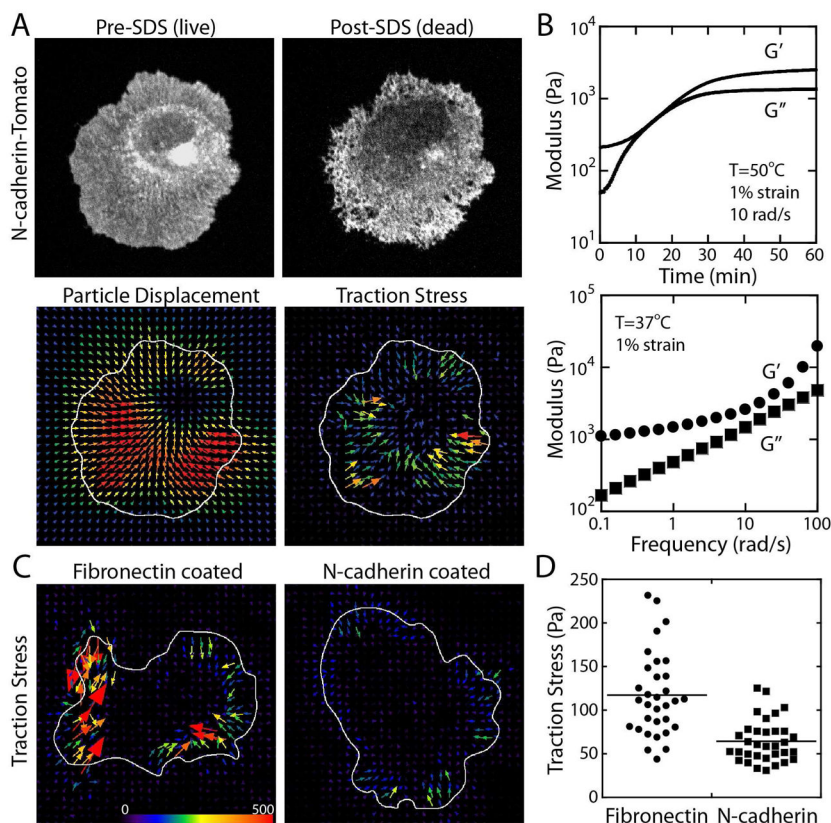 A
Pre-SDS (live)
Post-SDS (dead)
N-cadherin-Tomato
Particle Displacement
Traction Stress
B
Modulus (Pa)
10⁴
10³
10²
10¹
G′
G″
T=50°C
1% strain
10 rad/s
0 10 20 30 40 50 60
Time (min)
Modulus (Pa)
10⁵
10⁴
10³
10²
T=37°C
1% strain
G′
G″
0.1 1 10 100
Frequency (rad/s)
C
Fibronectin coated
N-cadherin coated
Traction Stress
0 500
D
Traction Stress (Pa)
250
200
150
100
50
0
Fibronectin N-cadherin